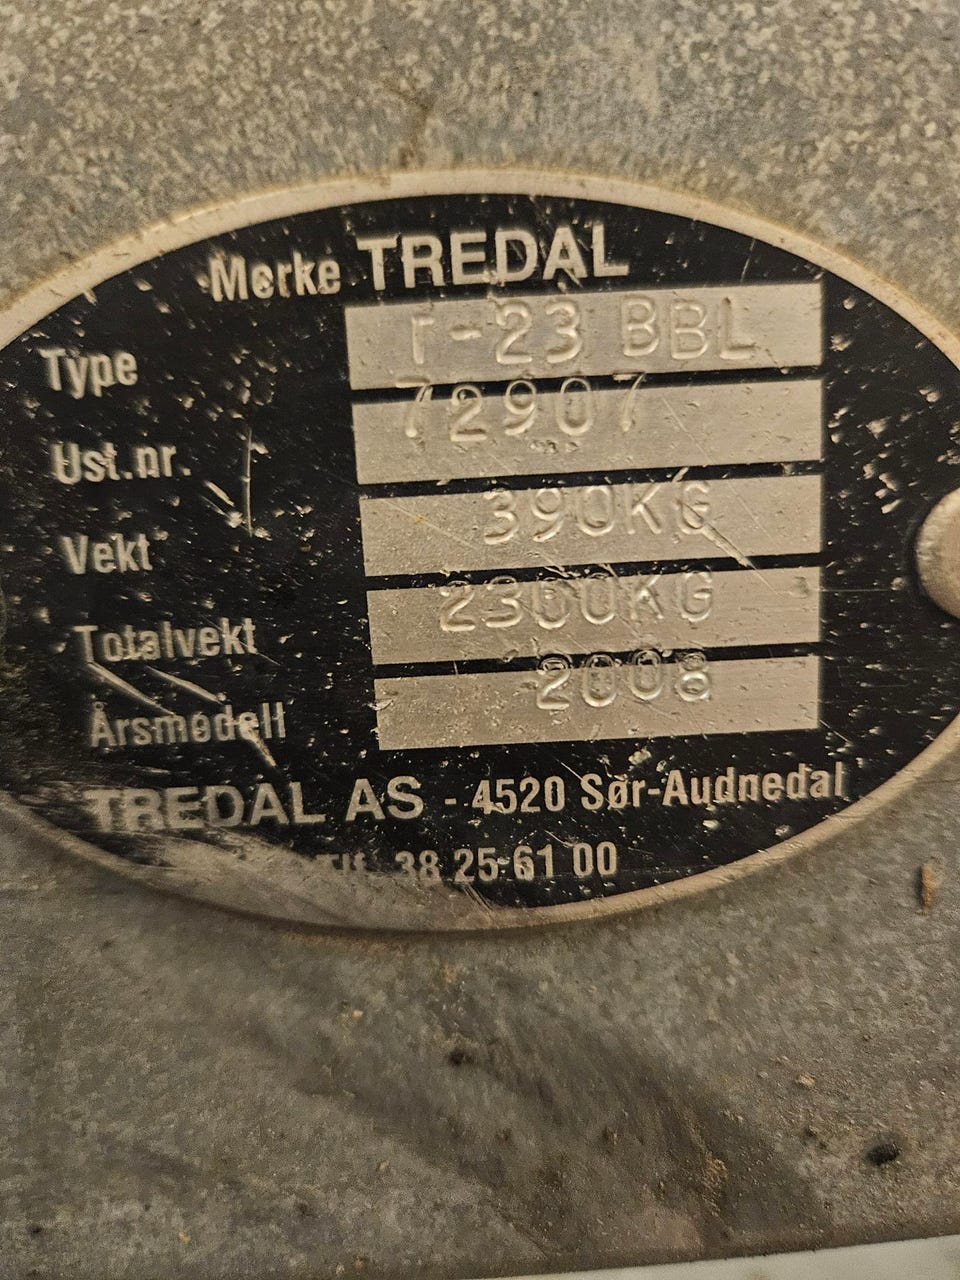 Merke TREDAL
Type T-23 BBL
Ust.nr. 72907
Vekt 390KG
Totalvekt 2300KG
Årsmodell 2008
TREDAL AS - 4520 Sør-Audnedal
Tlf. 38 25 61 00